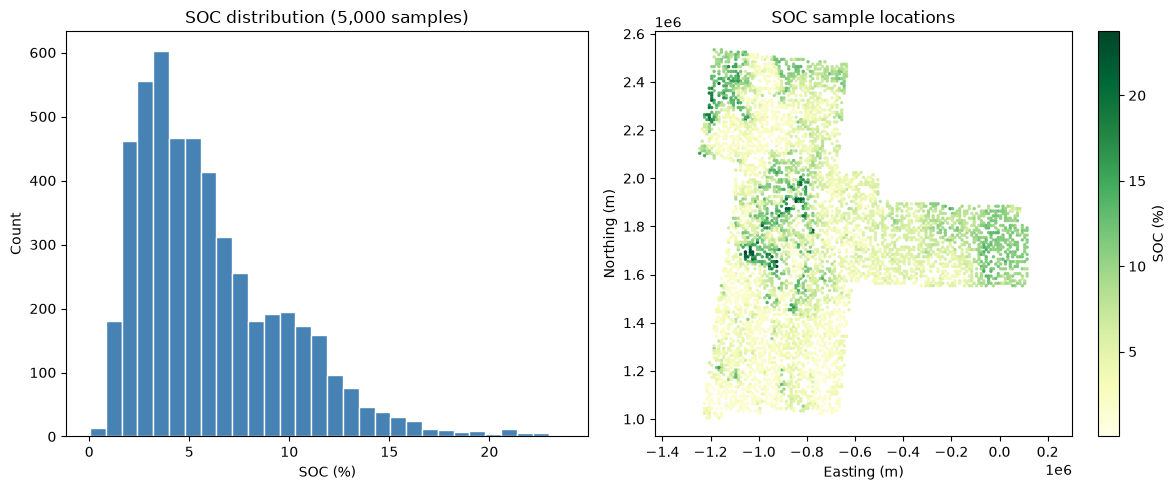 SOC distribution (5,000 samples)
600
500
400
300
200
100
0
Count
0 5 10 15 20
SOC (%)
SOC sample locations
1e6
2.6
2.4
2.2
2.0
1.8
1.6
1.4
1.2
1.0
Northing (m)
−1.4 −1.2 −1.0 −0.8 −0.6 −0.4 −0.2 0.0 0.2
1e6
Easting (m)
20
15
10
5
SOC (%)